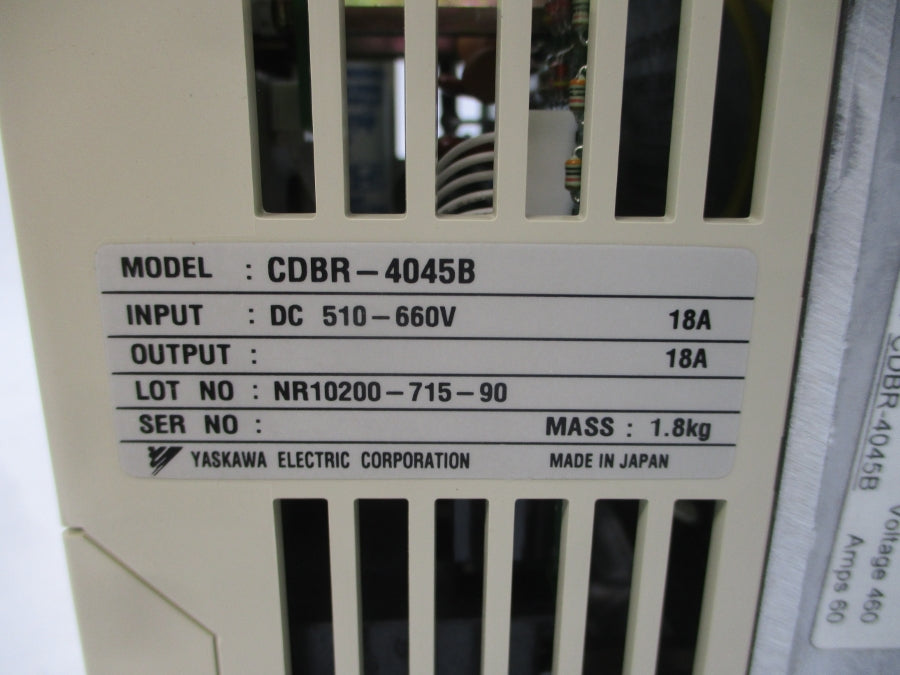 MODEL : CDBR-4045B
INPUT : DC 510-660V 18A
OUTPUT : 18A
LOT NO : NR10200-715-90
SER NO : MASS : 1.8kg
YASKAWA ELECTRIC CORPORATION MADE IN JAPAN
CDBR-4045B
Voltage 460
Amps 60